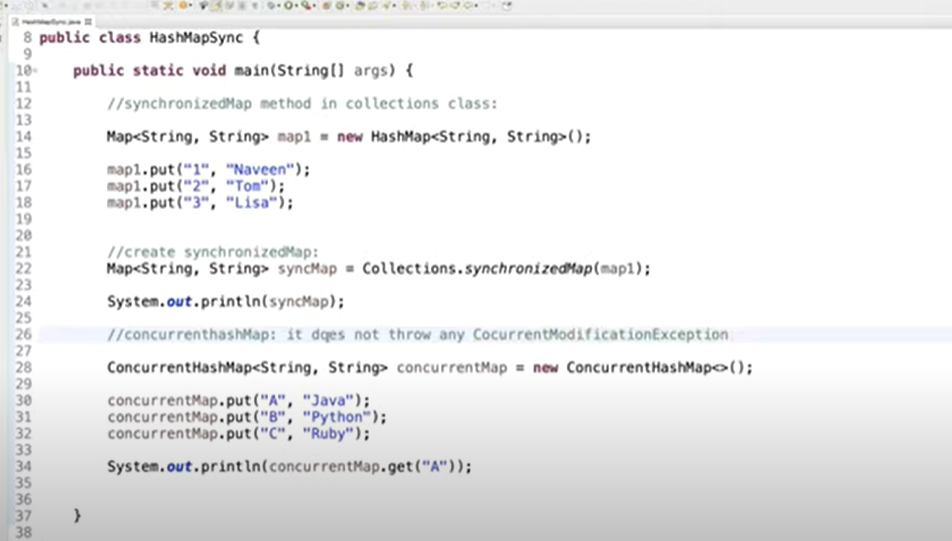 HashMapSync.java
8 public class HashMapSync {
9
10 public static void main(String[] args) {
11
12 //synchronizedMap method in collections class:
13
14 Map<String, String> map1 = new HashMap<String, String>();
15
16 map1.put("1", "Naveen");
17 map1.put("2", "Tom");
18 map1.put("3", "Lisa");
19
20
21 //create synchronizedMap:
22 Map<String, String> syncMap = Collections.synchronizedMap(map1);
23
24 System.out.println(syncMap);
25
26 //concurrenthashMap: it does not throw any CocurrentModificationException
27
28 ConcurrentHashMap<String, String> concurrentMap = new ConcurrentHashMap<>();
29
30 concurrentMap.put("A", "Java");
31 concurrentMap.put("B", "Python");
32 concurrentMap.put("C", "Ruby");
33
34 System.out.println(concurrentMap.get("A"));
35
36
37 }
38